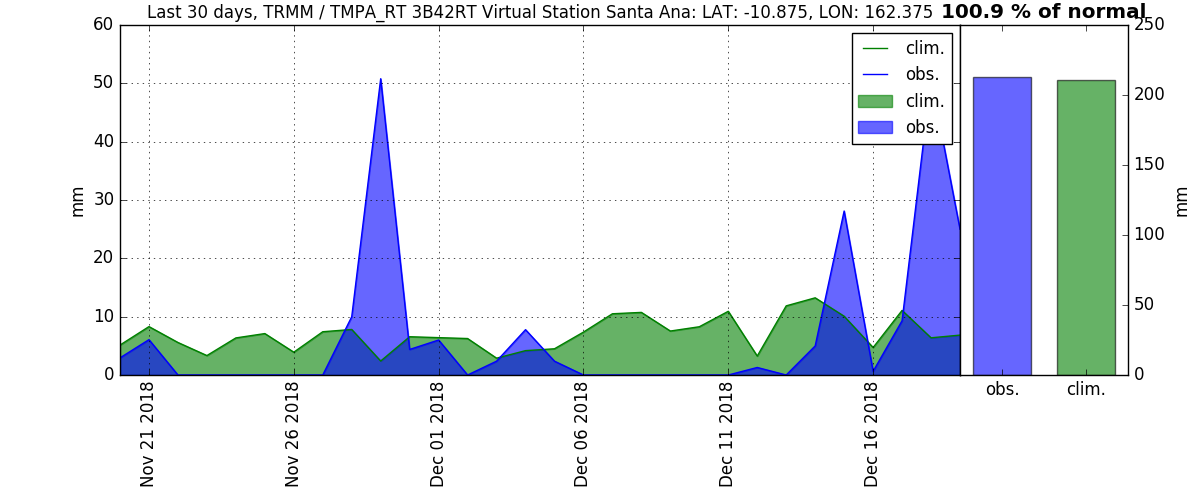 Last 30 days, TRMM / TMPA_RT 3B42RT Virtual Station Santa Ana: LAT: -10.875, LON: 162.375 100.9 % of normal
60
50
40
30
20
10
0
mm
clim.
obs.
clim.
obs.
250
200
150
100
50
0
mm
obs.
clim.
Nov 21 2018
Nov 26 2018
Dec 01 2018
Dec 06 2018
Dec 11 2018
Dec 16 2018